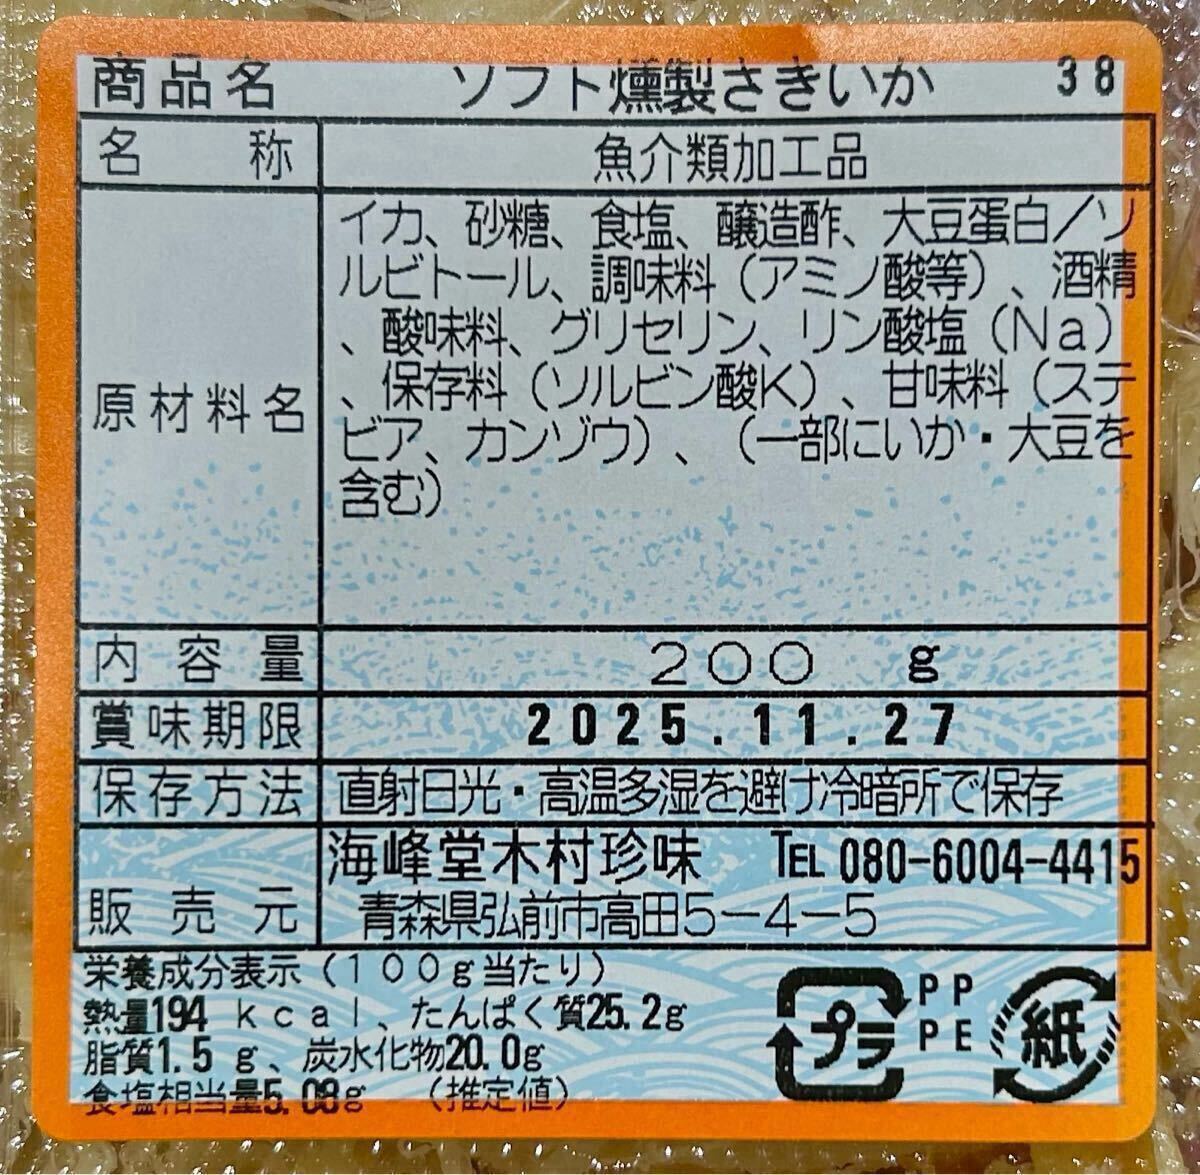 商品名 ソフト燻製さきいか 38
名称 魚介類加工品
原材料名
イカ、砂糖、食塩、醸造酢、大豆蛋白/ソ
ルビトール、調味料(アミノ酸等)、酒精
、酸味料、グリセリン、リン酸塩(Na)
、保存料(ソルビン酸K)、甘味料(ステ
ビア、カンゾウ)、(一部にいか・大豆を
含む)
内容量 200 g
賞味期限 2025.11.27
保存方法 直射日光・高温多湿を避け冷暗所で保存
販売元
海峰堂木村珍味 TEL 080-6004-4415
青森県弘前市高田5-4-5
栄養成分表示(100g当たり)
熱量194 kcal、たんぱく質25.2g
脂質1.5 g、炭水化物20.0g
食塩相当量5.08g (推定値)
プラ
PP
PE
紙